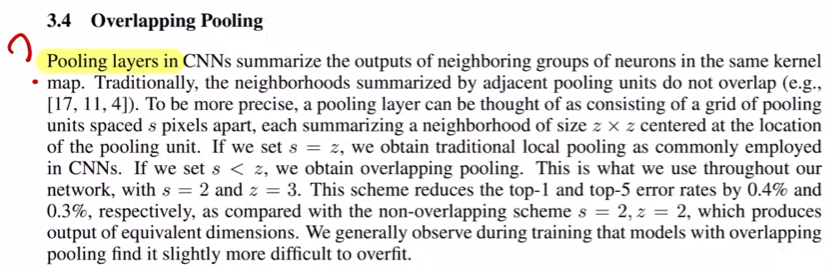 3.4 Overlapping Pooling
Pooling layers in CNNs summarize the outputs of neighboring groups of neurons in the same kernel
map. Traditionally, the neighborhoods summarized by adjacent pooling units do not overlap (e.g.,
[17, 11, 4]). To be more precise, a pooling layer can be thought of as consisting of a grid of pooling
units spaced s pixels apart, each summarizing a neighborhood of size z × z centered at the location
of the pooling unit. If we set s = z, we obtain traditional local pooling as commonly employed
in CNNs. If we set s < z, we obtain overlapping pooling. This is what we use throughout our
network, with s = 2 and z = 3. This scheme reduces the top-1 and top-5 error rates by 0.4% and
0.3%, respectively, as compared with the non-overlapping scheme s = 2, z = 2, which produces
output of equivalent dimensions. We generally observe during training that models with overlapping
pooling find it slightly more difficult to overfit.